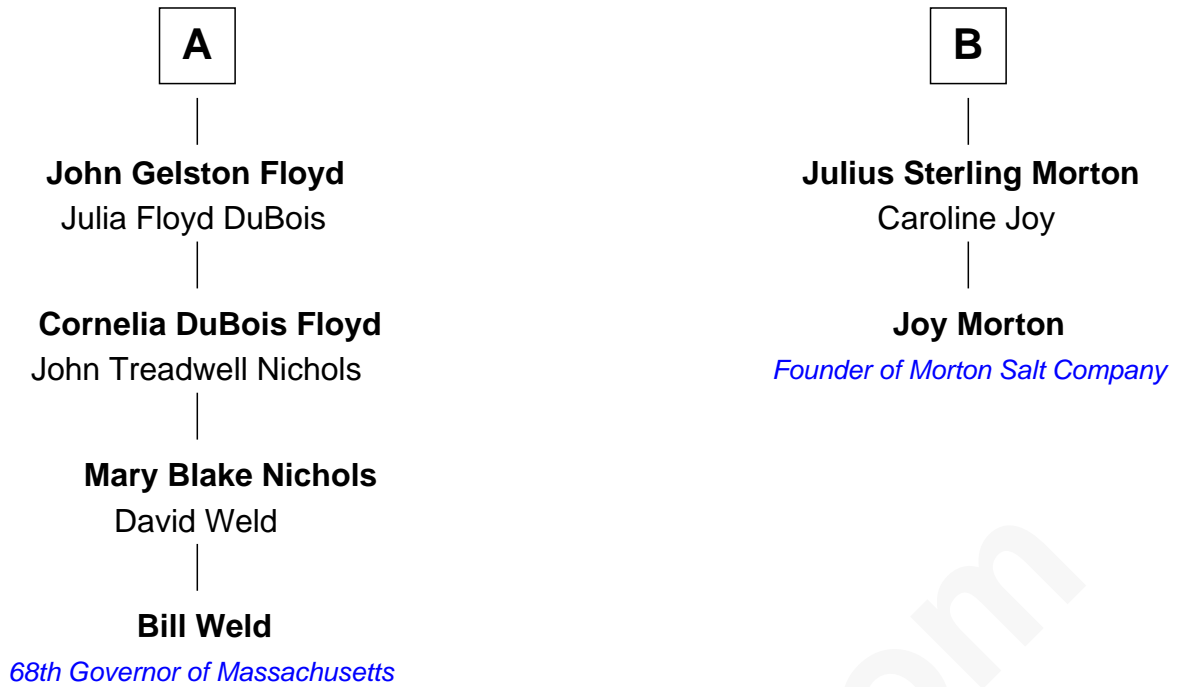 A
John Gelston Floyd
Julia Floyd DuBois
Cornelia DuBois Floyd
John Treadwell Nichols
Mary Blake Nichols
David Weld
Bill Weld
68th Governor of Massachusetts
B
Julius Sterling Morton
Caroline Joy
Joy Morton
Founder of Morton Salt Company
om